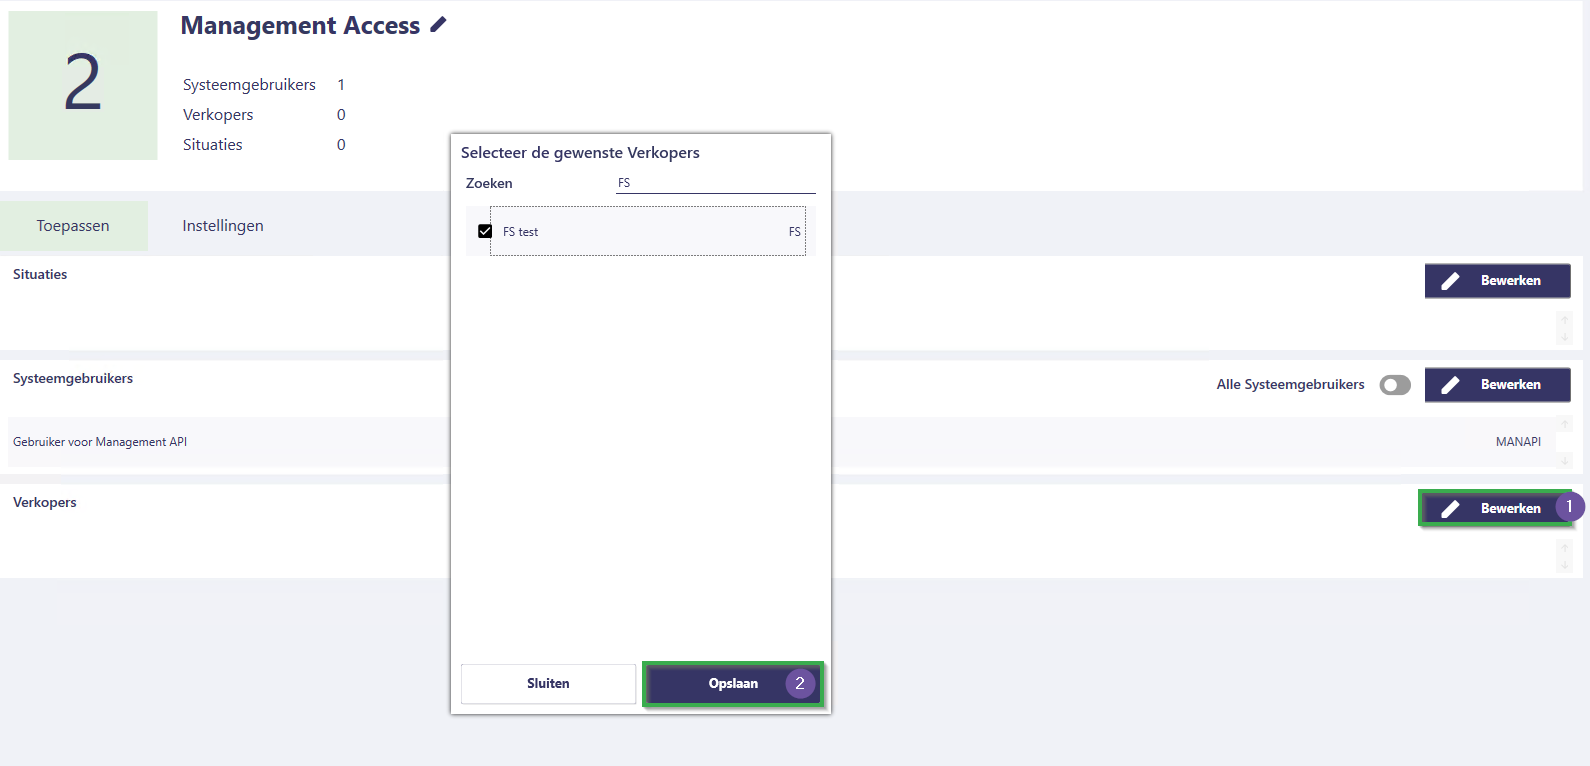 2
Management Access
Systeemgebruikers 1
Verkopers 0
Situaties 0
Toepassen Instellingen
Situaties
Bewerken
Systeemgebruikers
Alle Systeemgebruikers
Bewerken
Gebruiker voor Management API MANAPI
Verkopers
Bewerken 1
Selecteer de gewenste Verkopers
Zoeken FS
FS test FS
Sluiten Opslaan 2